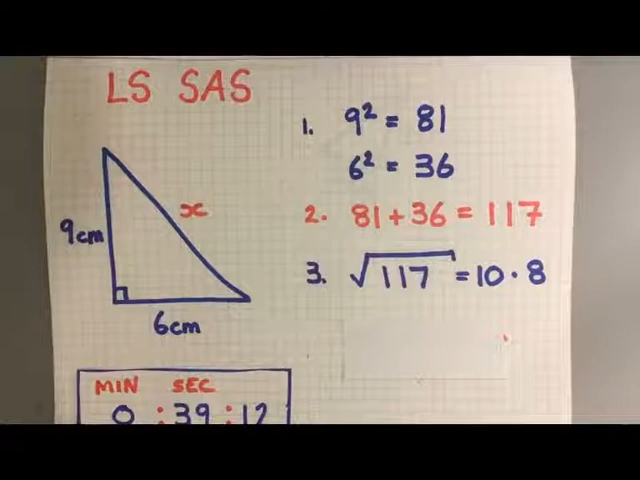 LS SAS
1. 9² = 81
6² = 36
2. 81 + 36 = 117
3. √117 = 10·8
9cm
x
6cm
MIN SEC
0 : 39 : 12